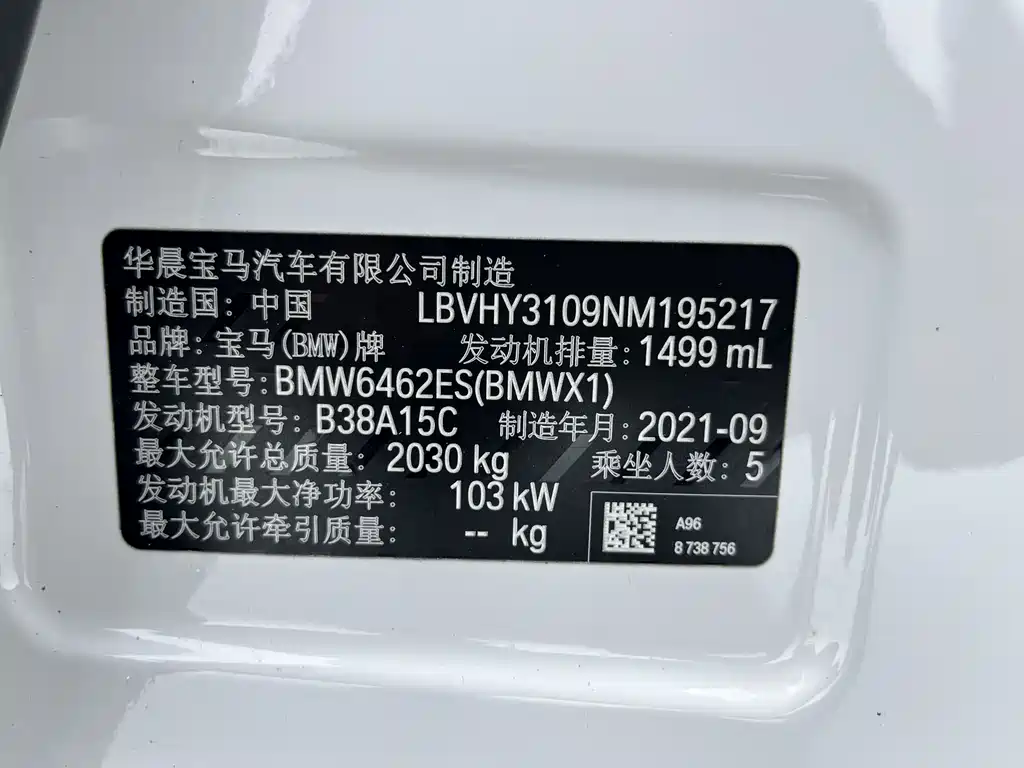 华晨宝马汽车有限公司制造
制造国: 中国 LBVHY3109NM195217
品牌: 宝马(BMW)牌 发动机排量: 1499 mL
整车型号: BMW6462ES(BMWX1)
发动机型号: B38A15C 制造年月: 2021-09
最大允许总质量: 2030 kg 乘坐人数: 5
发动机最大净功率: 103 kW
最大允许牵引质量: -- kg
A96
8 738 756